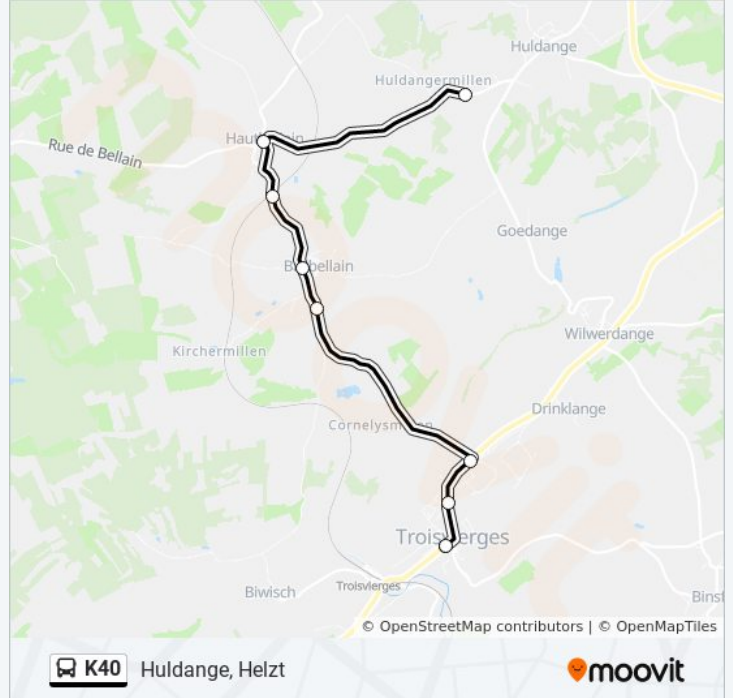 Huldange
Huldangermillen
Rue de Bellain
Goedange
Wilwerdange
Kirchermillen
Drinklange
Troisvierges
Biwisch
Troisvierges
© OpenStreetMap contributors | © OpenMapTiles
K40 Huldange, Helzt
moovit